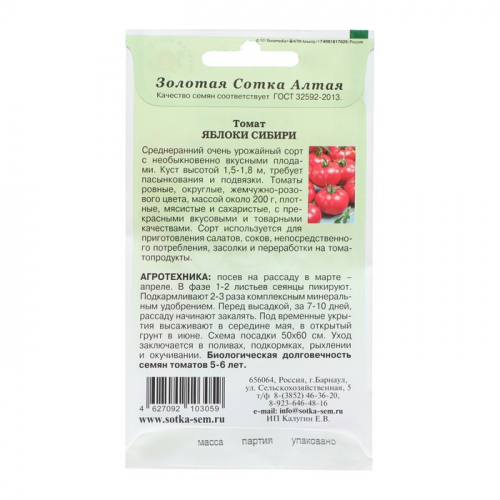 Золотая Сотка Алтая
Качество семян соответствует ГОСТ 32592-2013.
Томат
ЯБЛОКИ СИБИРИ
Среднеранний очень урожайный сорт
с необыкновенно вкусными плода-
ми. Куст высотой 1,5-1,8 м, требует
пасынкования и подвязки. Томаты
ровные, округлые, жемчужно-розо-
вого цвета, массой около 200 г, плот-
ные, мясистые и сахаристые, с пре-
красными вкусовыми и товарными
качествами. Сорт используется для
приготовления салатов, соков, непосредственно-
го потребления, засолки и переработки на тома-
топродукты.
АГРОТЕХНИКА: посев на рассаду в марте –
апреле. В фазе 1-2 листьев сеянцы пикируют.
Подкармливают 2-3 раза комплексным минераль-
ным удобрением. Перед высадкой, за 7-10 дней,
рассаду начинают закалять. Под временные укры-
тия высаживают в середине мая, в открытый
грунт в июне. Схема посадки 50х60 см. Уход
заключается в поливах, подкормках, рыхлении
и окучивании. Биологическая долговечность
семян томатов 5-6 лет.
4 627092 103059
www.sotka-sem.ru
656064, Россия, г.Барнаул,
ул. Сельскохозяйственная, 5
т/ф 8-(3852) 46-36-20,
8-923-646-48-16
e-mail: info@sotka-sem.ru
ИП Калугин Е.В.
масса партия упаковано